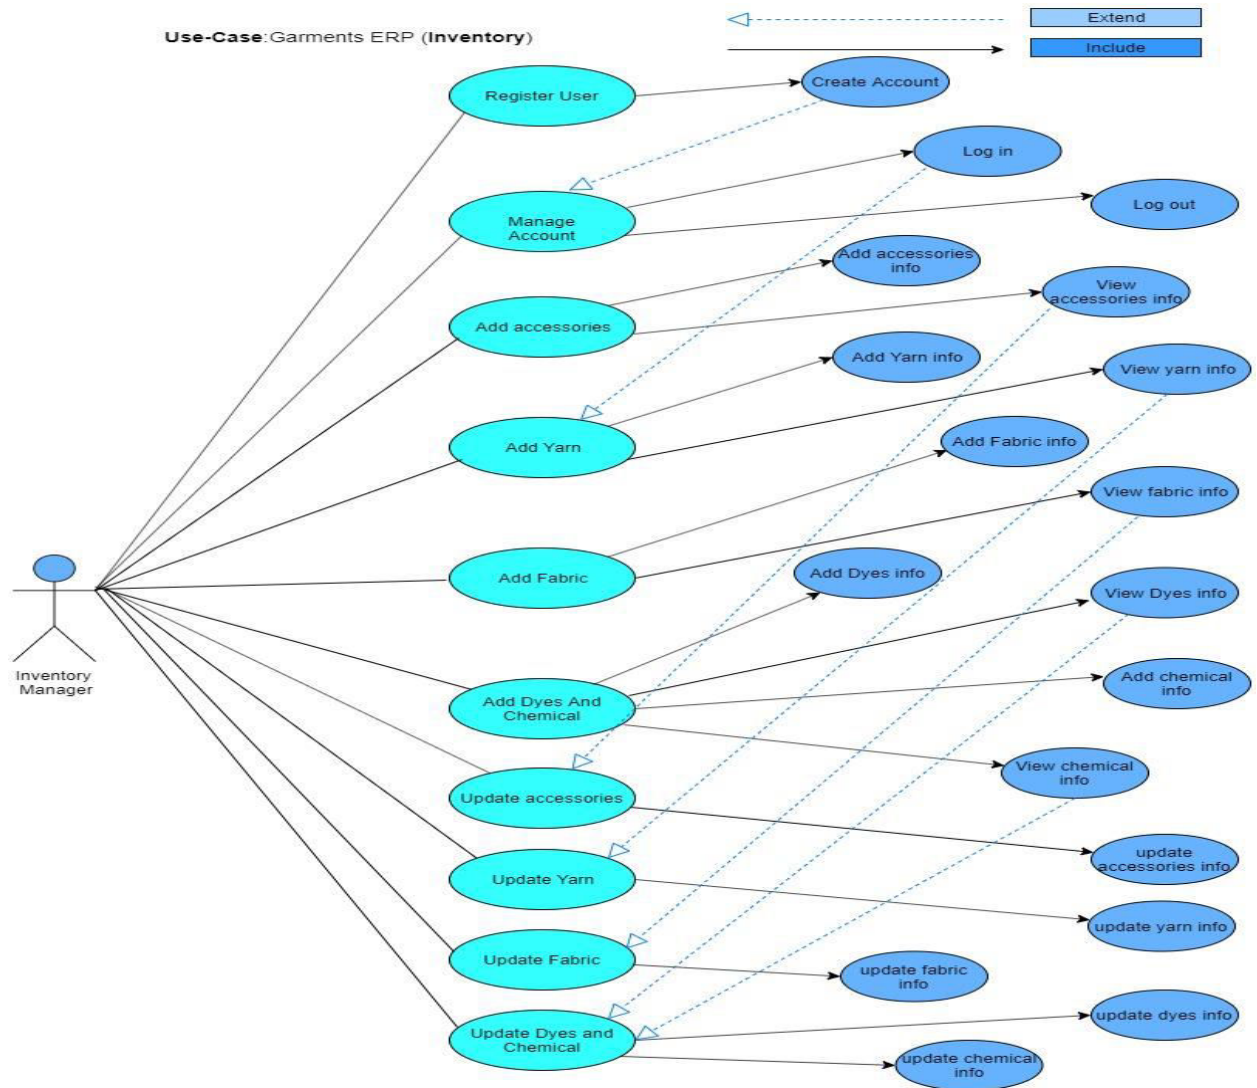 Extend
Use-Case:Garments ERP (Inventory)
Include
Create Account
Register User
Log in
Log out
Manage
Account
Add accessories
info
View
accessories info
Add accessories
Add Yarn info
View yarn info
Add Fabric info
Add Yarn
View fabric info
Add Dyes info
Add Fabric
View Dyes info
Inventory
Manager
Add chemical
info
Add Dyes And
Chemical
View chemical
info
Update accessories
update
accessories info
Update Yarn
update yarn info
Update Fabric
update fabric
info
update dyes info
Update Dyes and
Chemical
update chemical
info